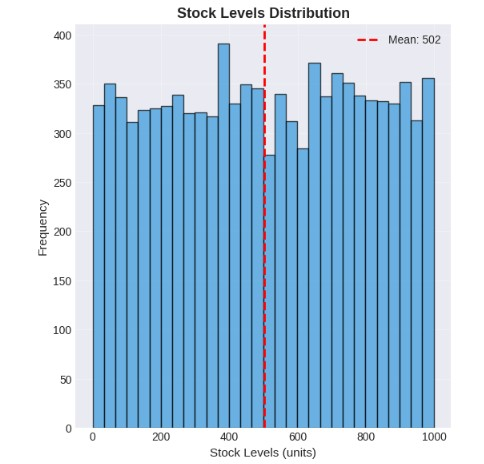 Stock Levels Distribution
Mean: 502
400
350
300
250
200
150
100
50
0
Frequency
0 200 400 600 800 1000
Stock Levels (units)